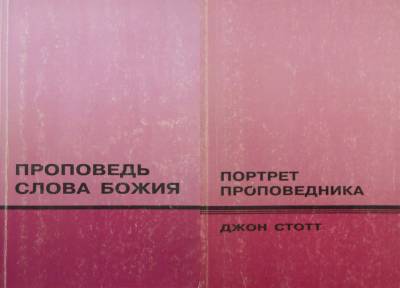 ПРОПОВЕДЬ
СЛОВА БОЖИЯ
ПОРТРЕТ
ПРОПОВЕДНИКА
ДЖОН СТОТТ